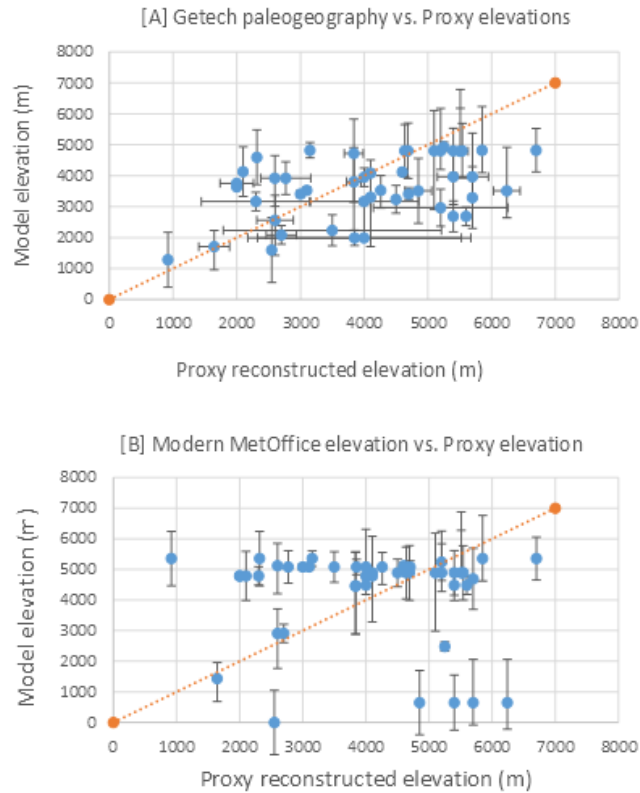 [A] Getech paleogeography vs. Proxy elevations
8000
7000
6000
5000
4000
3000
2000
1000
0
Model elevation (m)
0 1000 2000 3000 4000 5000 6000 7000 8000
Proxy reconstructed elevation (m)
[B] Modern MetOffice elevation vs. Proxy elevation
8000
7000
6000
5000
4000
3000
2000
1000
0
Model elevation (m
0 1000 2000 3000 4000 5000 6000 7000 8000
Proxy reconstructed elevation (m)